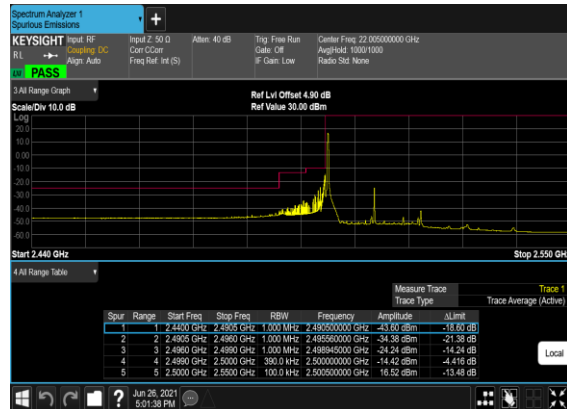 Spectrum Analyzer 1
Spurious Emissions
KEYSIGHT Input: RF Input Z: 50 Ω Atten: 40 dB Trig: Free Run Center Freq: 22.005000000 GHz
RL Coupling: DC Corr CCorr Gate: Off Avg|Hold: 1000/1000
Align: Auto Freq Ref: Int (S) IF Gain: Low Radio Std: None
LM PASS
3 All Range Graph
Ref Lvl Offset 4.90 dB
Scale/Div 10.0 dB Ref Value 30.00 dBm
Log
20.0
10.0
0.00
-10.0
-20.0
-30.0
-40.0
-50.0
-60.0
Start 2.440 GHz Stop 2.550 GHz
4 All Range Table
Measure Trace Trace 1
Trace Type Trace Average (Active)
Spur Range Start Freq Stop Freq RBW Frequency Amplitude ΔLimit
1 1 2.4400 GHz 2.4905 GHz 1.000 MHz 2.490500000 GHz -43.60 dBm -18.60 dB
2 2 2.4905 GHz 2.4960 GHz 1.000 MHz 2.495560000 GHz -34.38 dBm -21.38 dB
3 3 2.4960 GHz 2.4990 GHz 1.000 MHz 2.498945000 GHz -24.24 dBm -14.24 dB
4 4 2.4990 GHz 2.5000 GHz 390.0 kHz 2.500000000 GHz -14.42 dBm -4.416 dB
5 5 2.5000 GHz 2.5500 GHz 100.0 kHz 2.500500000 GHz 16.52 dBm -13.48 dB
Local
? Jun 26, 2021
5:01:38 PM